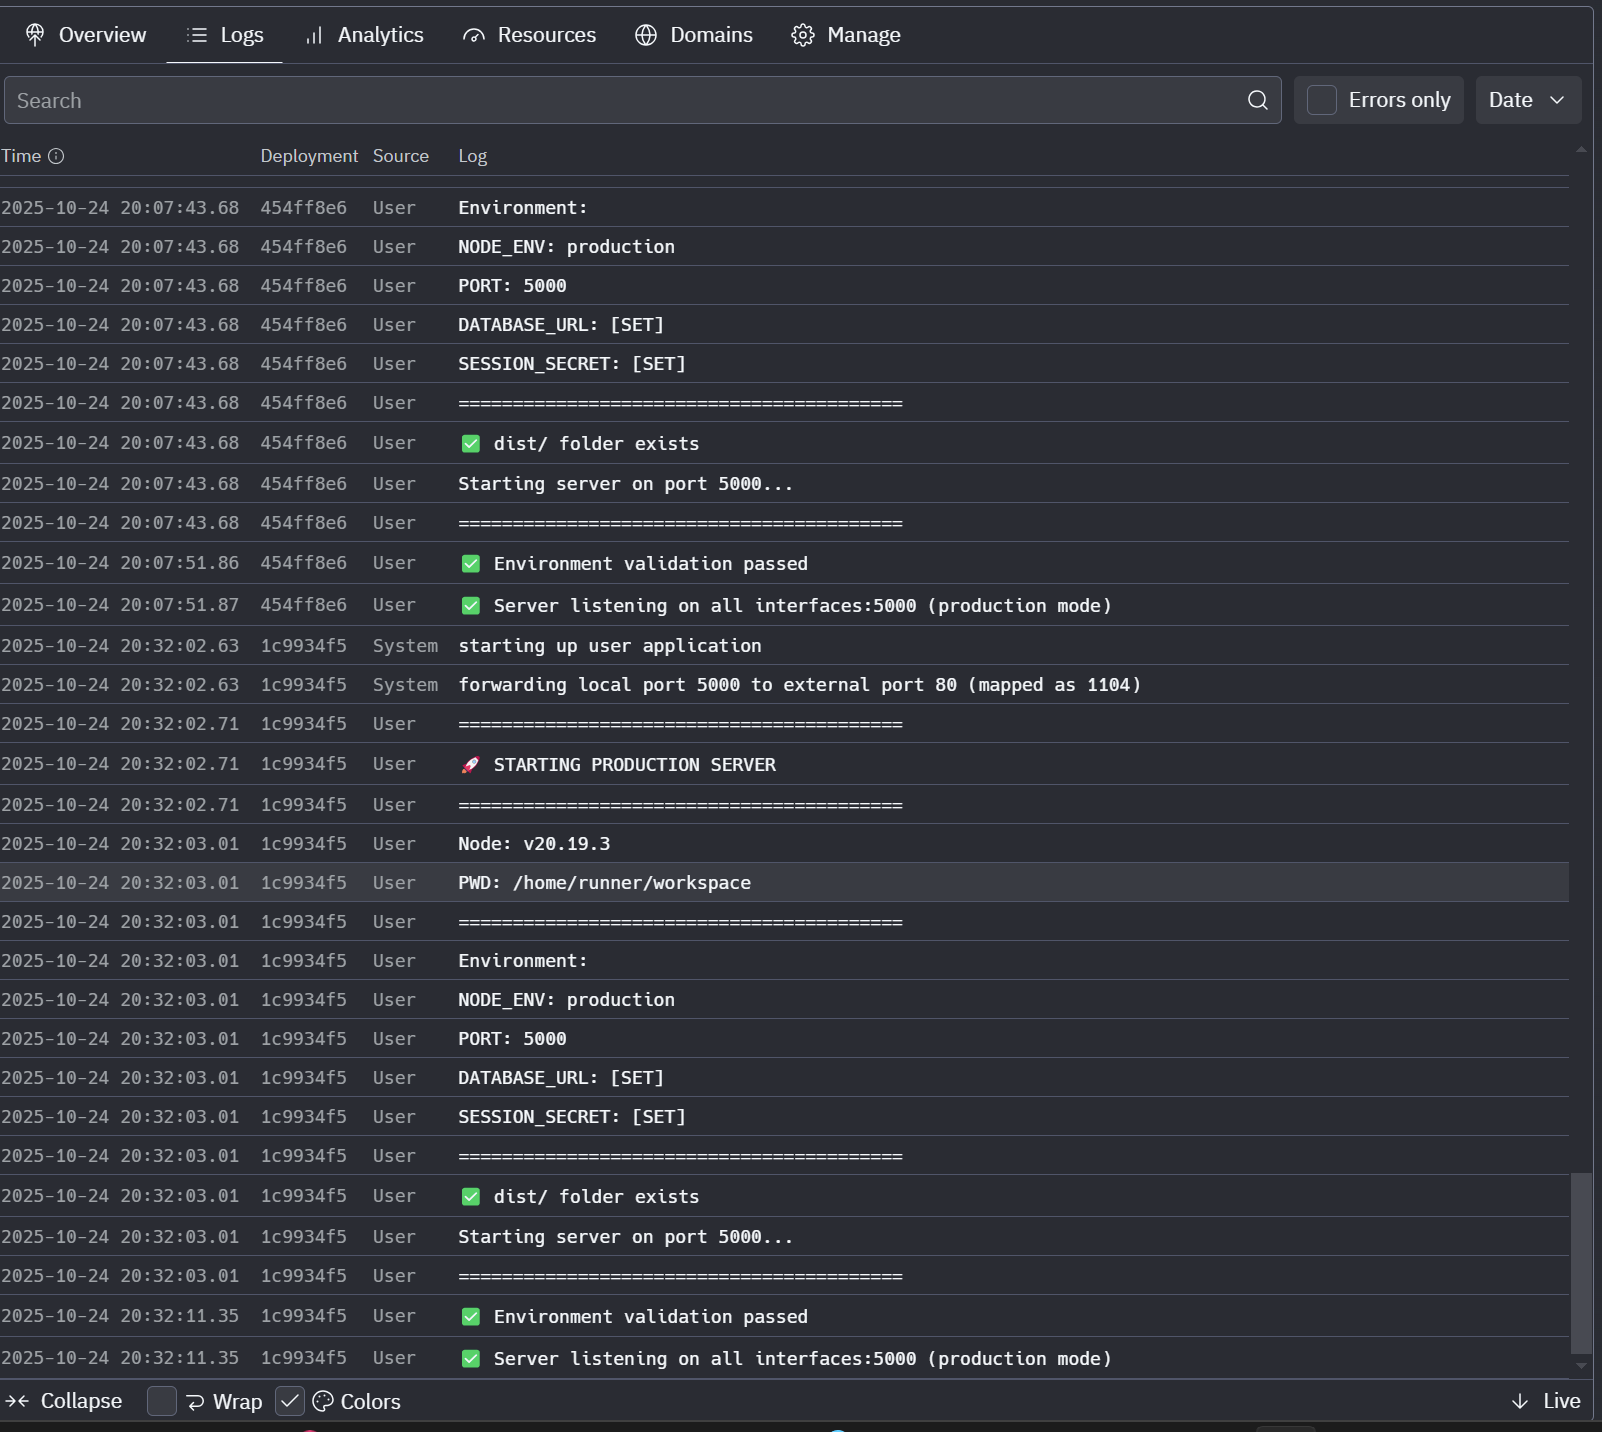 Overview Logs Analytics Resources Domains Manage
Search Errors only Date
Time Deployment Source Log
2025-10-24 20:07:43.68 454ff8e6 User Environment:
2025-10-24 20:07:43.68 454ff8e6 User NODE_ENV: production
2025-10-24 20:07:43.68 454ff8e6 User PORT: 5000
2025-10-24 20:07:43.68 454ff8e6 User DATABASE_URL: [SET]
2025-10-24 20:07:43.68 454ff8e6 User SESSION_SECRET: [SET]
2025-10-24 20:07:43.68 454ff8e6 User =========================================
2025-10-24 20:07:43.68 454ff8e6 User ✅ dist/ folder exists
2025-10-24 20:07:43.68 454ff8e6 User Starting server on port 5000...
2025-10-24 20:07:43.68 454ff8e6 User =========================================
2025-10-24 20:07:51.86 454ff8e6 User ✅ Environment validation passed
2025-10-24 20:07:51.87 454ff8e6 User ✅ Server listening on all interfaces:5000 (production mode)
2025-10-24 20:32:02.63 1c9934f5 System starting up user application
2025-10-24 20:32:02.63 1c9934f5 System forwarding local port 5000 to external port 80 (mapped as 1104)
2025-10-24 20:32:02.71 1c9934f5 User =========================================
2025-10-24 20:32:02.71 1c9934f5 User 🚀 STARTING PRODUCTION SERVER
2025-10-24 20:32:02.71 1c9934f5 User =========================================
2025-10-24 20:32:03.01 1c9934f5 User Node: v20.19.3
2025-10-24 20:32:03.01 1c9934f5 User PWD: /home/runner/workspace
2025-10-24 20:32:03.01 1c9934f5 User =========================================
2025-10-24 20:32:03.01 1c9934f5 User Environment:
2025-10-24 20:32:03.01 1c9934f5 User NODE_ENV: production
2025-10-24 20:32:03.01 1c9934f5 User PORT: 5000
2025-10-24 20:32:03.01 1c9934f5 User DATABASE_URL: [SET]
2025-10-24 20:32:03.01 1c9934f5 User SESSION_SECRET: [SET]
2025-10-24 20:32:03.01 1c9934f5 User =========================================
2025-10-24 20:32:03.01 1c9934f5 User ✅ dist/ folder exists
2025-10-24 20:32:03.01 1c9934f5 User Starting server on port 5000...
2025-10-24 20:32:03.01 1c9934f5 User =========================================
2025-10-24 20:32:11.35 1c9934f5 User ✅ Environment validation passed
2025-10-24 20:32:11.35 1c9934f5 User ✅ Server listening on all interfaces:5000 (production mode)
Collapse Wrap Colors Live